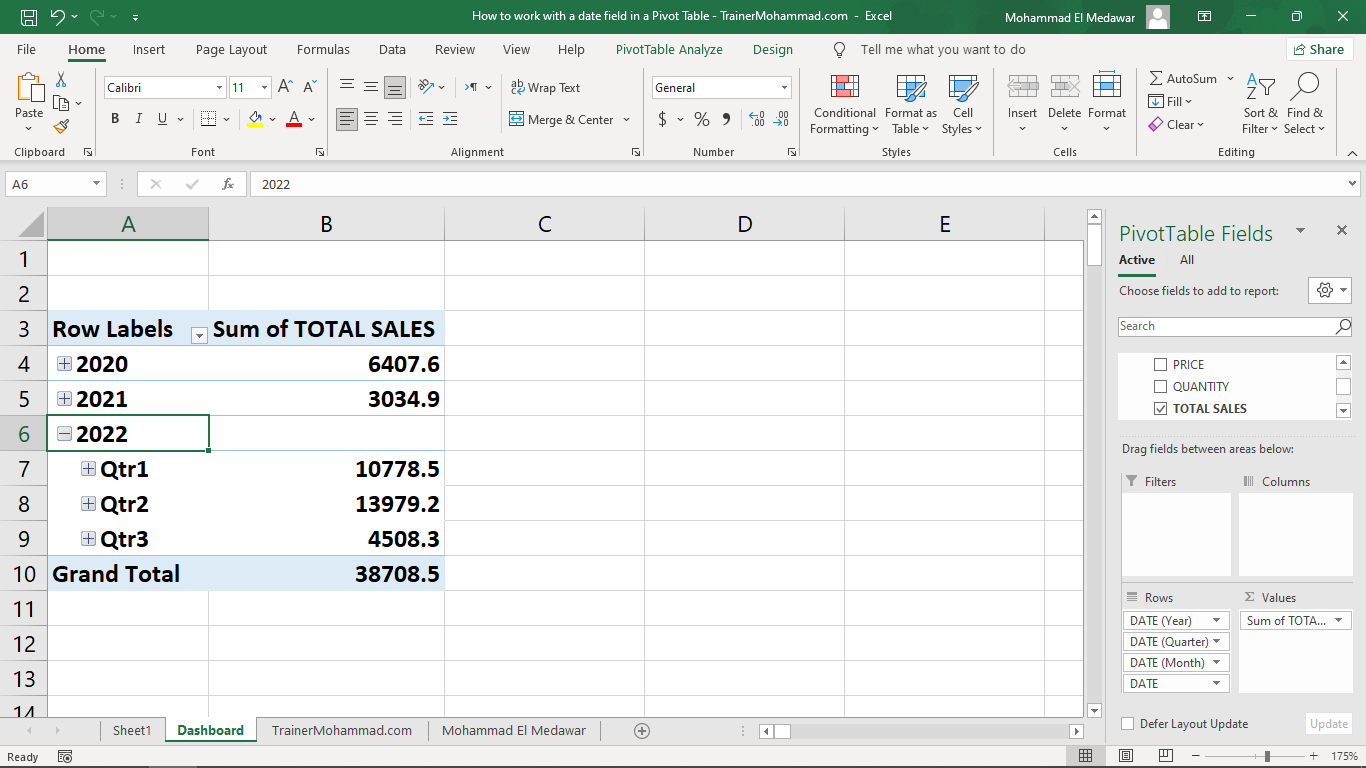 How to work with a date field in a Pivot Table - TrainerMohammad.com - Excel
Mohammad El Medawar
File Home Insert Page Layout Formulas Data Review View Help PivotTable Analyze Design Tell me what you want to do Share
Paste
Clipboard
Calibri 11
B I U
Font
Wrap Text
Merge & Center
Alignment
General
$ % 9
Number
Conditional Formatting
Format as Table
Cell Styles
Styles
Insert Delete Format
Cells
AutoSum
Fill
Clear
Sort & Filter
Find & Select
Editing
A6 fx 2022
A B C D E
1
2
3 Row Labels Sum of TOTAL SALES
4 2020 6407.6
5 2021 3034.9
6 2022
7 Qtr1 10778.5
8 Qtr2 13979.2
9 Qtr3 4508.3
10 Grand Total 38708.5
11
12
13
14
PivotTable Fields
Active All
Choose fields to add to report:
Search
PRICE
QUANTITY
TOTAL SALES
Drag fields between areas below:
Filters Columns
Rows Σ Values
DATE (Year) Sum of TOTA...
DATE (Quarter)
DATE (Month)
DATE
Defer Layout Update Update
Sheet1 Dashboard TrainerMohammad.com Mohammad El Medawar
Ready 175%